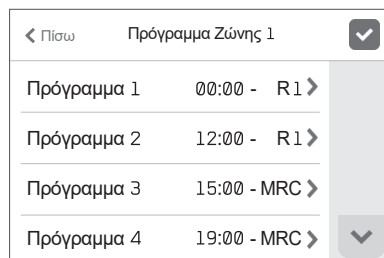 Πίσω Πρόγραμμα Ζώνης 1
Πρόγραμμα 1 00:00 - R1
Πρόγραμμα 2 12:00 - R1
Πρόγραμμα 3 15:00 - MRC
Πρόγραμμα 4 19:00 - MRC